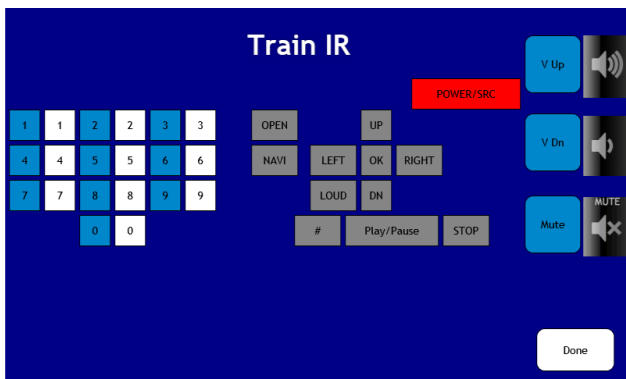 Train IR
V Up
POWER/SRC
1 1 2 2 3 3 OPEN UP
V Dn
4 4 5 5 6 6 NAVI LEFT OK RIGHT
7 7 8 8 9 9 LOUD DN
MUTE
Mute
0 0 # Play/Pause STOP
Done